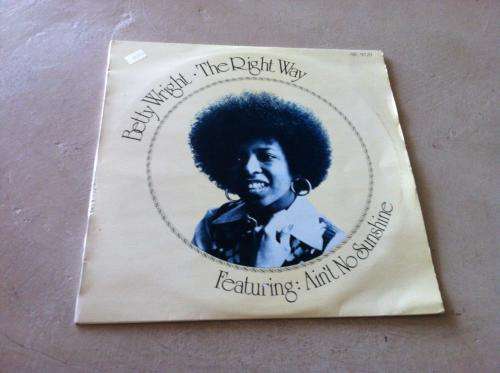 Betty Wright · The Right Way
Featuring: Ain't No Sunshine